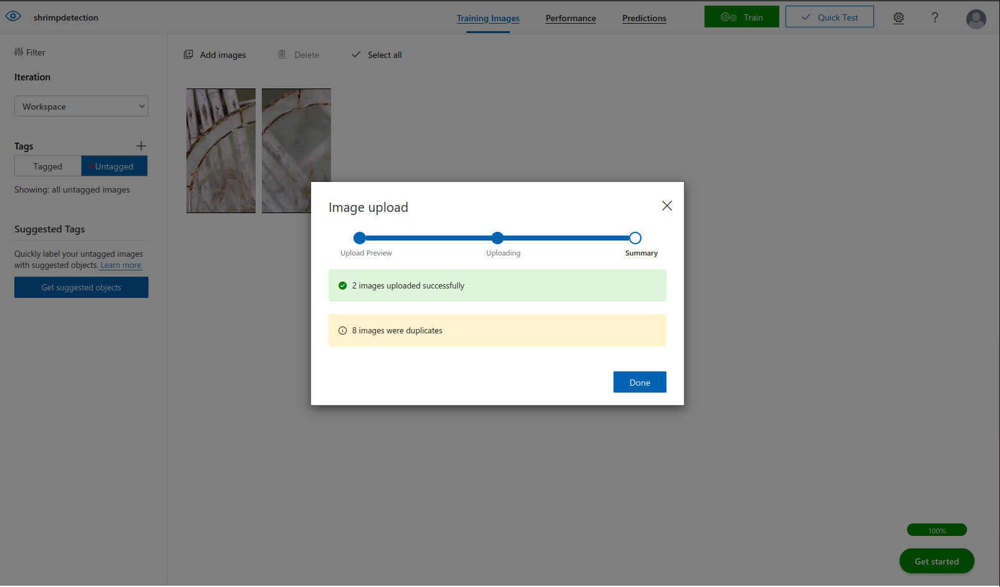 shrimpdetection
Training Images
Performance
Predictions
Train
Quick Test
?
Filter
Iteration
Workspace
Tags
Tagged
Untagged
Showing: all untagged images
Suggested Tags
Quickly label your untagged images
with suggested objects. Learn more.
Get suggested objects
Add images
Delete
Select all
Image upload
Upload Preview
Uploading
Summary
2 images uploaded successfully
8 images were duplicates
Done
100%
Get started